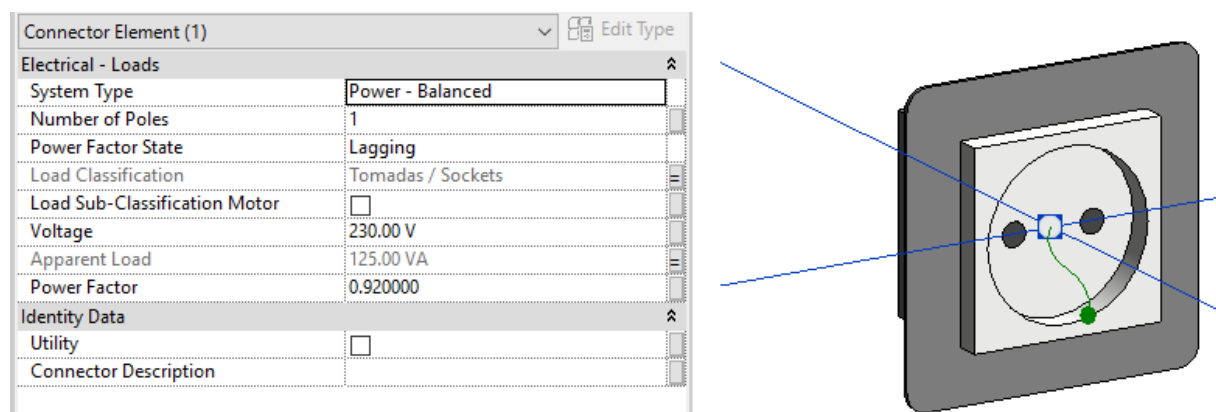 Connector Element (1) Edit Type
Electrical - Loads
System Type Power - Balanced
Number of Poles 1
Power Factor State Lagging
Load Classification Tomadas / Sockets =
Load Sub-Classification Motor
Voltage 230.00 V
Apparent Load 125.00 VA =
Power Factor 0.920000
Identity Data
Utility
Connector Description